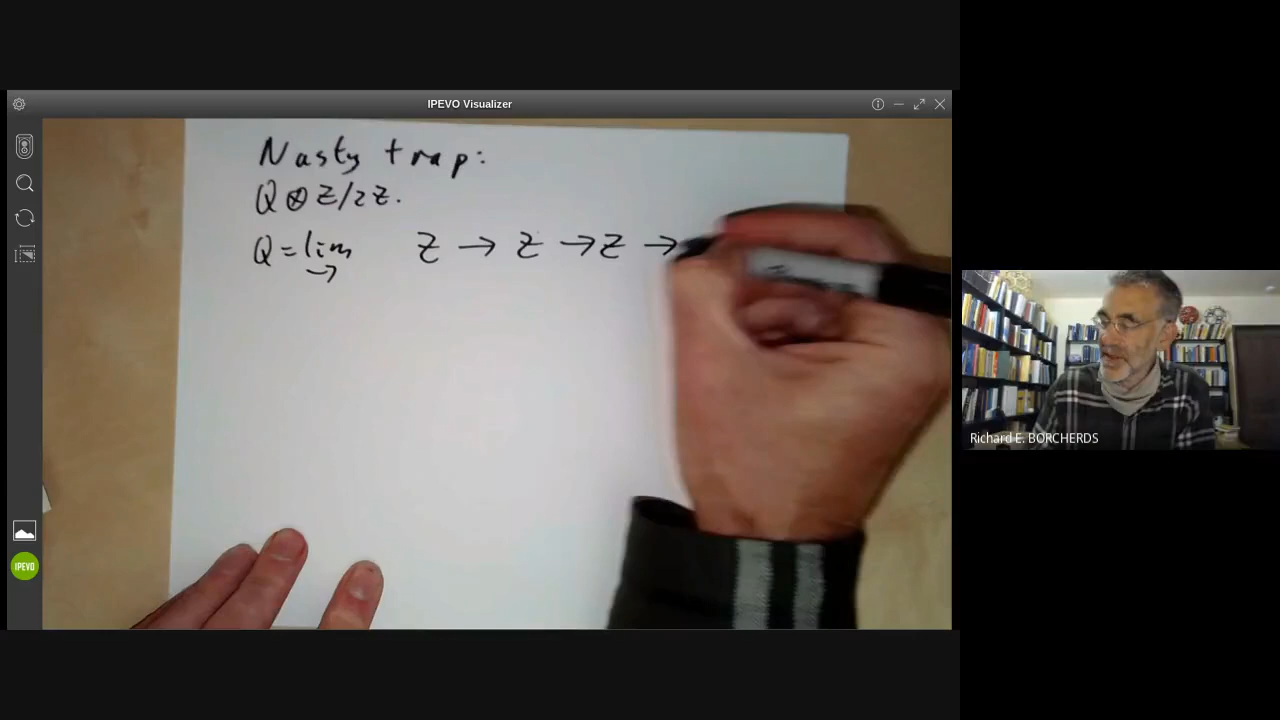 IPEVO Visualizer
Nasty trap:
Q ⊗ Z/2Z.
Q = lim Z → Z → Z →
→
IPEVO
Richard E. BORCHERDS